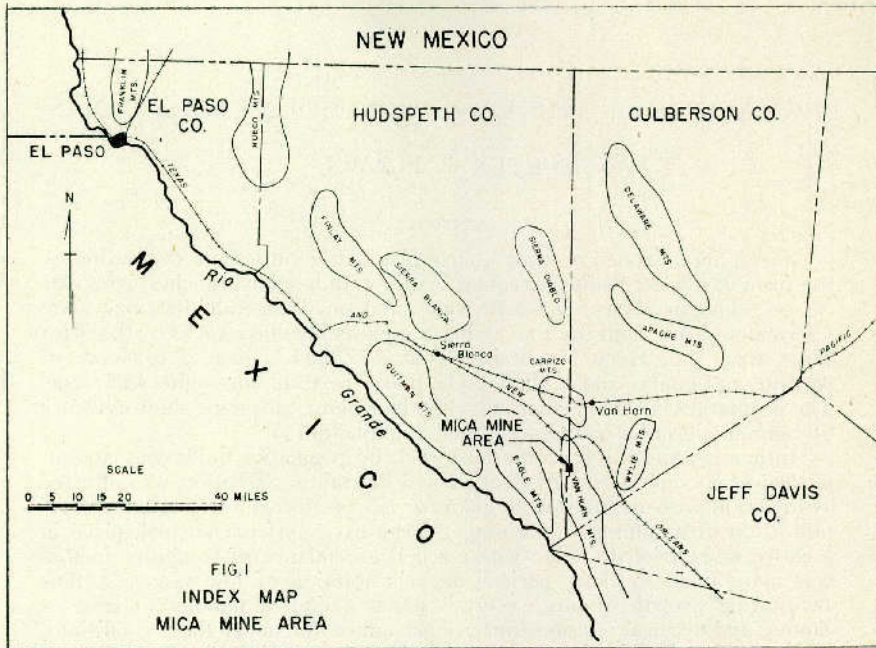 NEW MEXICO
FRANKLIN
MTS.
EL PASO
CO.
HUECO MTS.
HUDSPETH CO.
CULBERSON CO.
EL PASO
TEXAS
N
DELAWARE MTS.
FINLAY MTS.
SIERRA BLANCA
SIERRA DIABLO
MEXICO
Rio Grande
AND
APACHE MTS.
PACIFIC
Sierra
Blanca
CARRIZO
MTS.
QUITMAN MTS.
NEW
Van Horn
MICA MINE
AREA
WYLIE MTS.
EAGLE MTS.
VAN HORN MTS.
SCALE
0 5 10 15 20 40 MILES
JEFF DAVIS
CO.
ORLEANS
FIG.1
INDEX MAP
MICA MINE AREA